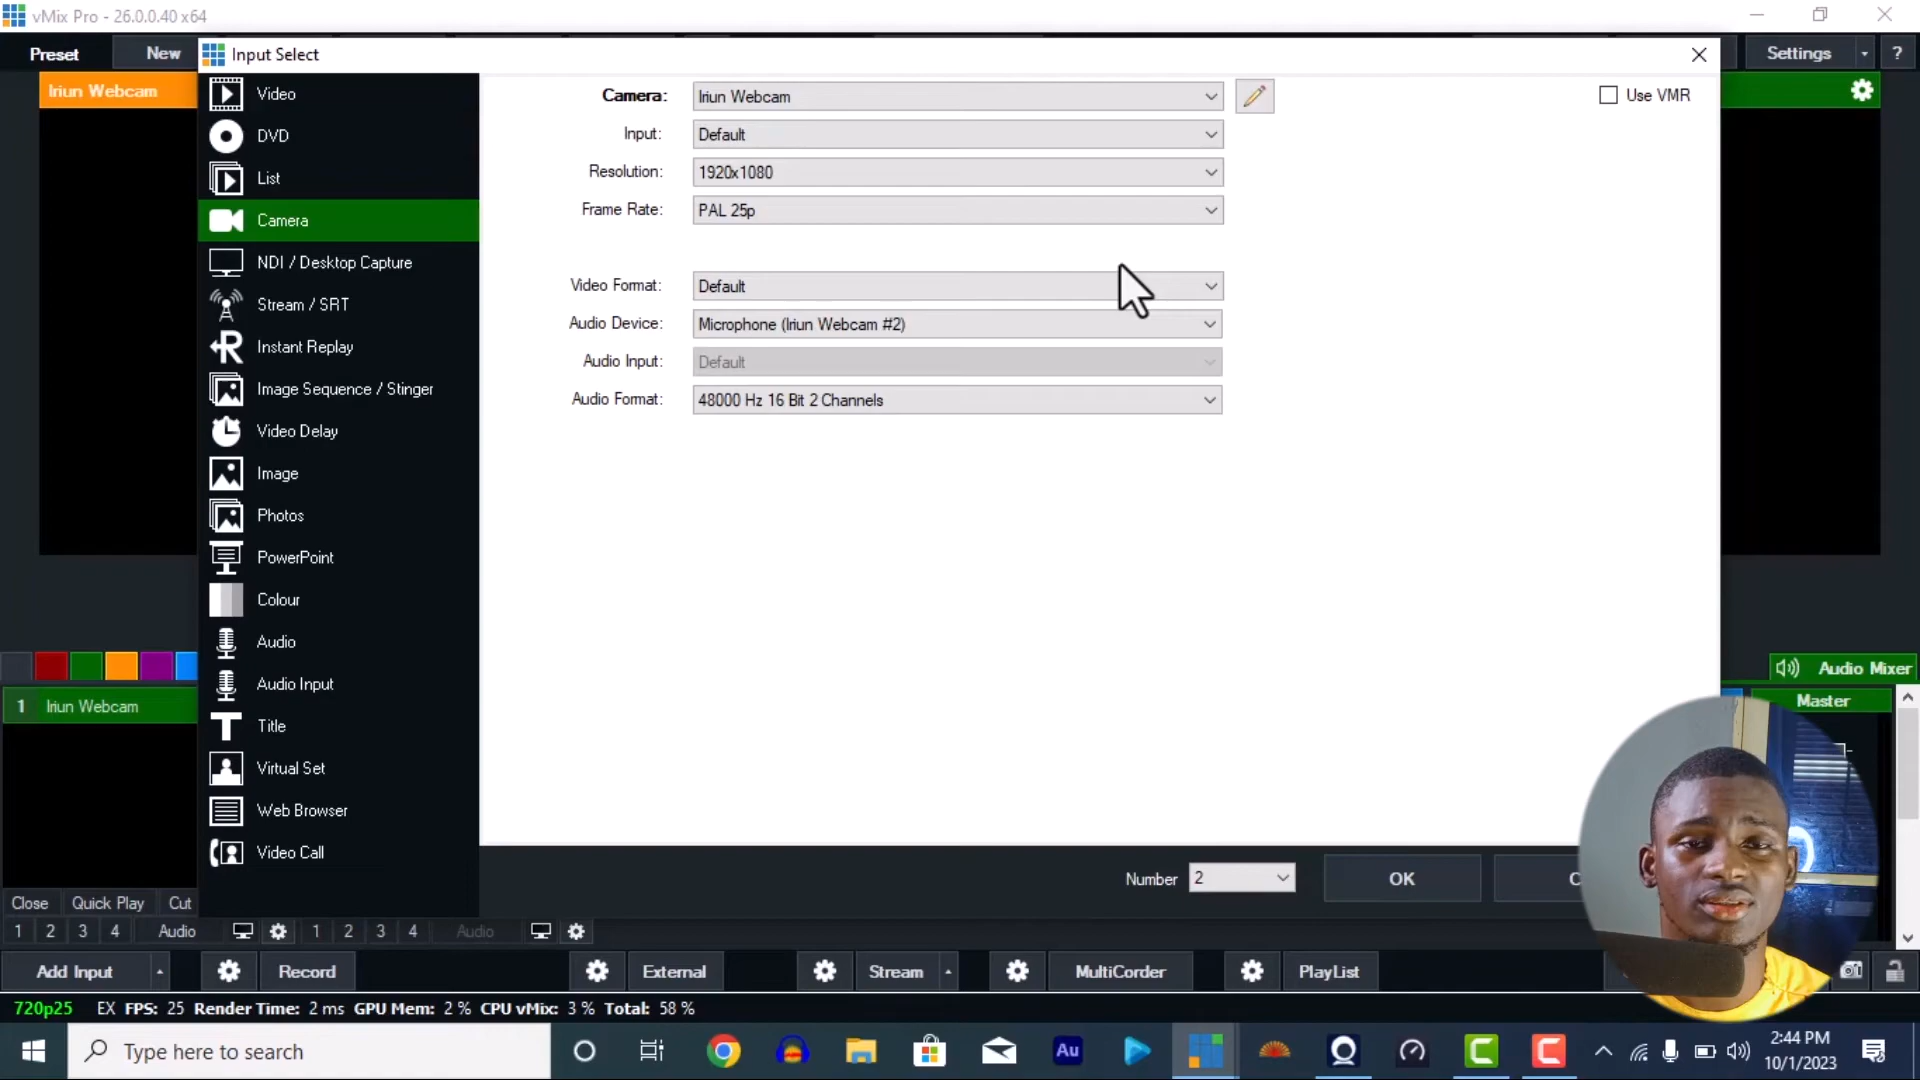 vMix Pro - 26.0.0.40 x64
Preset New Settings ?
Input Select
Iriun Webcam
Video
DVD
List
Camera
NDI / Desktop Capture
Stream / SRT
Instant Replay
Image Sequence / Stinger
Video Delay
Image
Photos
PowerPoint
Colour
Audio
Audio Input
Title
Virtual Set
Web Browser
Video Call
Camera: Iriun Webcam
Use VMR
Input: Default
Resolution: 1920x1080
Frame Rate: PAL 25p
Video Format: Default
Audio Device: Microphone (Iriun Webcam #2)
Audio Input: Default
Audio Format: 48000 Hz 16 Bit 2 Channels
Audio Mixer
Master
1 Iriun Webcam
Number 2 OK C
Close Quick Play Cut
1 2 3 4 Audio 1 2 3 4 Audio
Add Input Record External Stream MultiCorder PlayList
720p25 EX FPS: 25 Render Time: 2 ms GPU Mem: 2 % CPU vMix: 3 % Total: 58 %
Type here to search
Au
2:44 PM
10/1/2023